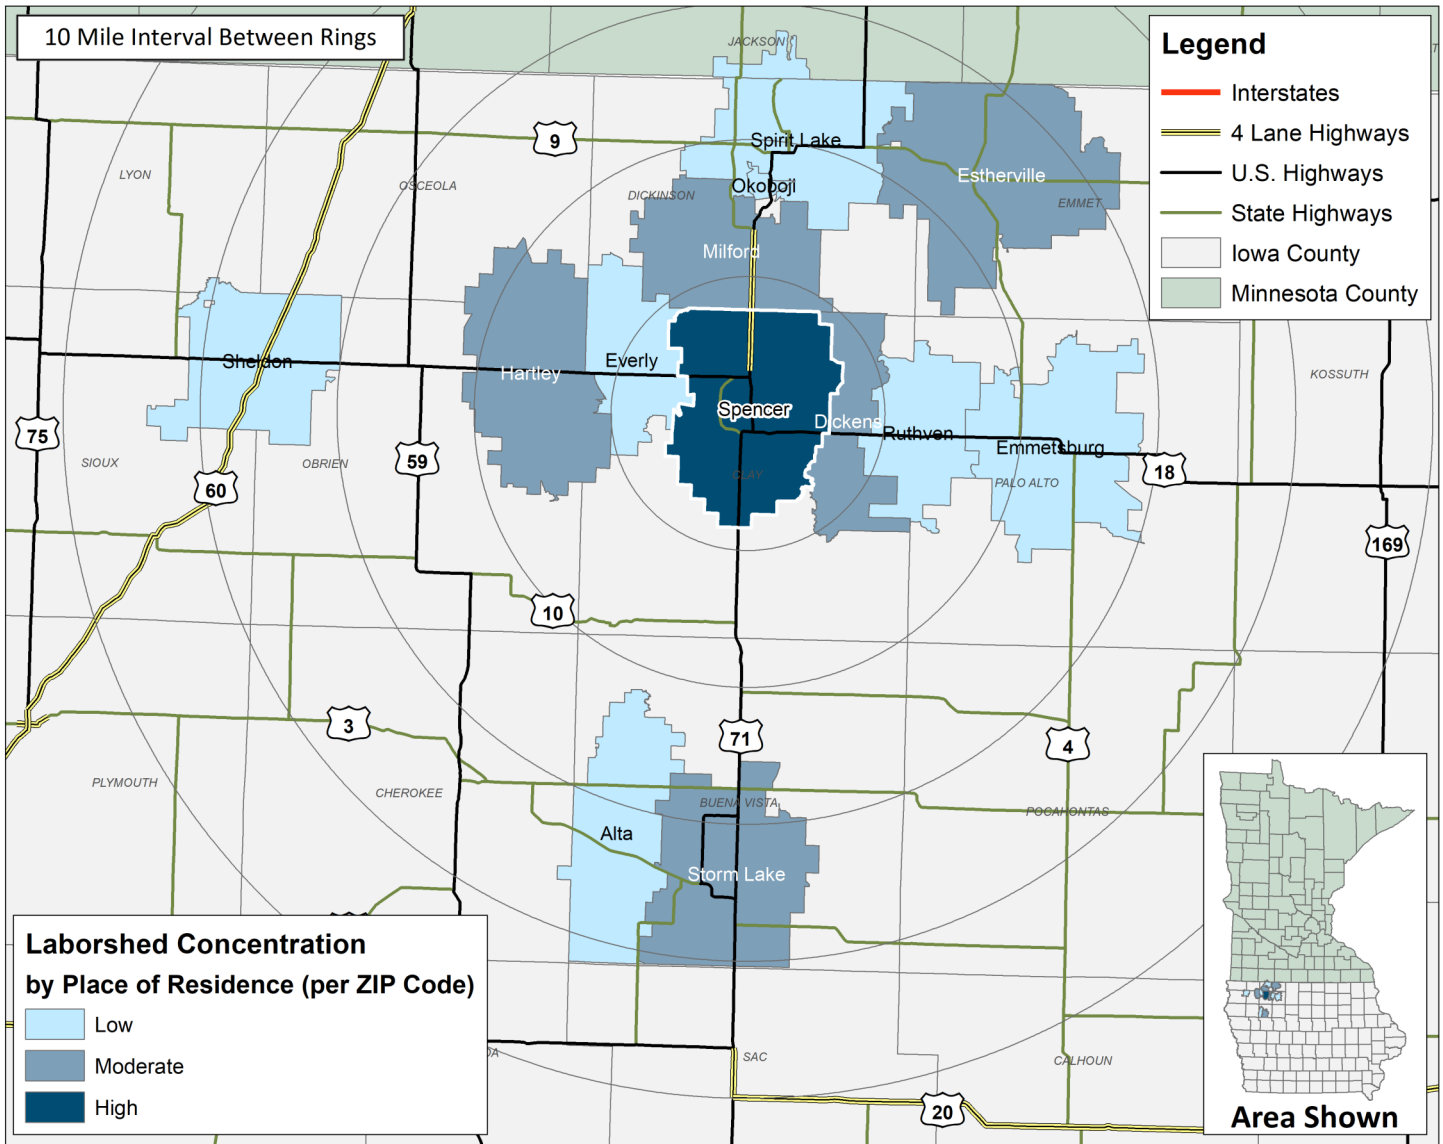 10 Mile Interval Between Rings
JACKSON
Legend
Interstates
4 Lane Highways
U.S. Highways
State Highways
Iowa County
Minnesota County
9
Spirit Lake
LYON
OSCEOLA
DICKINSON
Okoboji
Estherville
EMMET
Milford
Sheldon
Everly
Hartley
KOSSUTH
Spencer
Dickens
Ruthven
Emmetsburg
75
SIOUX
OBRIEN
59
CLAY
18
PALO ALTO
60
169
10
3
71
4
PLYMOUTH
CHEROKEE
BUENA VISTA
POCAHONTAS
Alta
Storm Lake
Laborshed Concentration
by Place of Residence (per ZIP Code)
Low
Moderate
High
SAC
CALHOUN
20
Area Shown